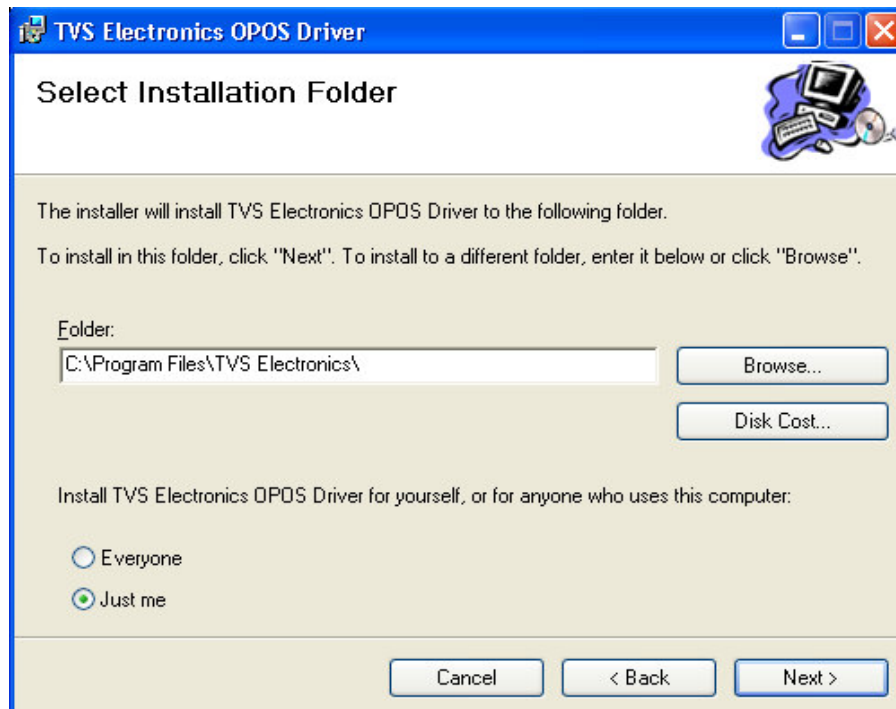 TVS Electronics OPOS Driver
Select Installation Folder
The installer will install TVS Electronics OPOS Driver to the following folder.
To install in this folder, click "Next". To install to a different folder, enter it below or click "Browse".
Folder:
C:\Program Files\TVS Electronics\
Browse...
Disk Cost...
Install TVS Electronics OPOS Driver for yourself, or for anyone who uses this computer:
Everyone
Just me
Cancel
< Back
Next >